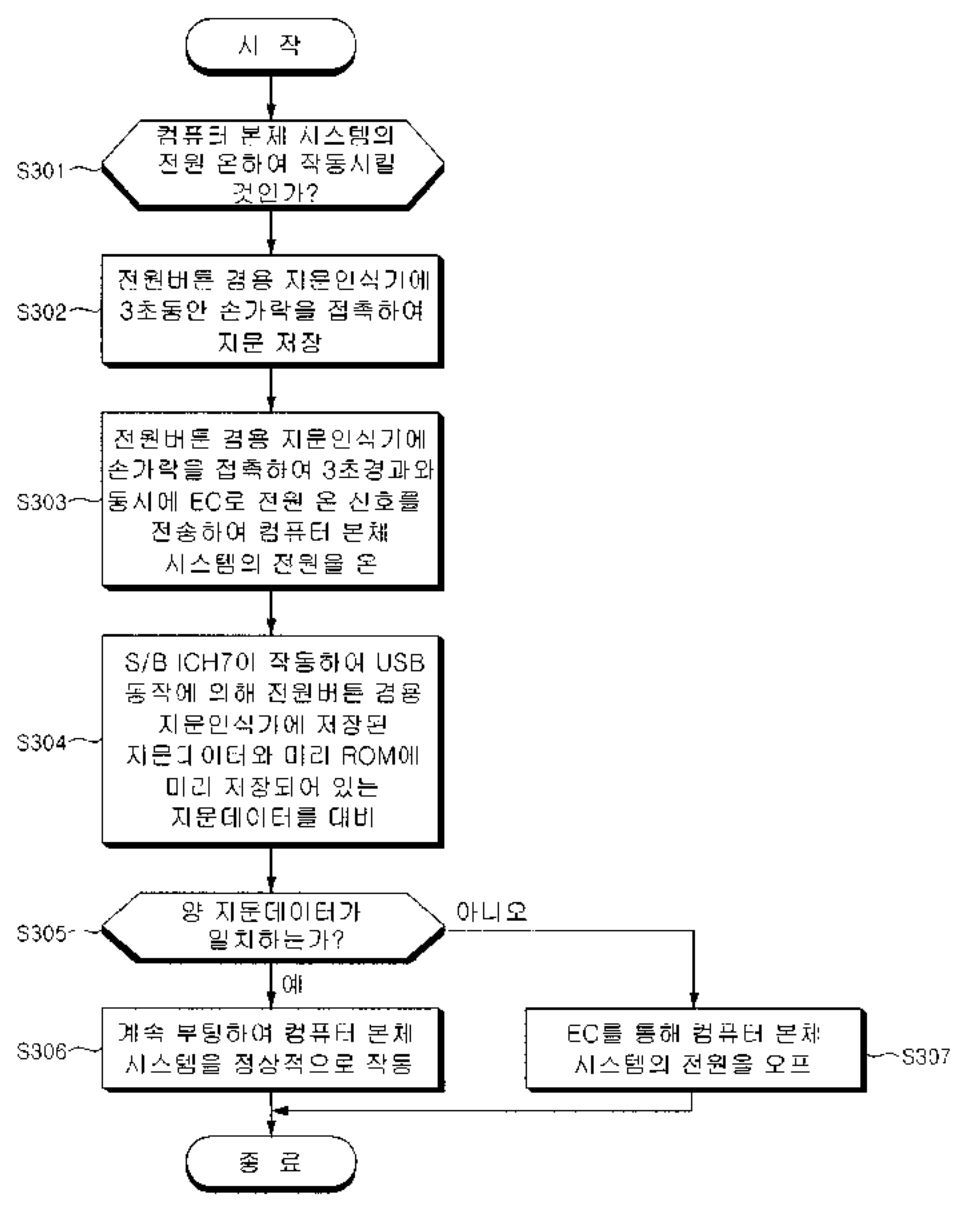 시 작
S301
컴퓨터 본체 시스템의
전원 온하여 작동시킬
것인가?
S302
전원버튼 겸용 지문인식기에
3초동안 손가락을 접촉하여
지문 저장
S303
전원버튼 겸용 지문인식기에
손가락을 접촉하여 3초경과와
동시에 EC로 전원 온 신호를
전송하여 컴퓨터 본체
시스템의 전원을 온
S304
S/B ICH7이 작동하여 USB
동작에 의해 전원버튼 겸용
지문인식기에 저장된
지문데이터와 미리 ROM에
미리 저장되어 있는
지문데이터를 대비
S305
양 지문데이터가
일치하는가?
아니오
예
S306
계속 부팅하여 컴퓨터 본체
시스템을 정상적으로 작동
EC를 통해 컴퓨터 본체
시스템의 전원을 오프
S307
종 료